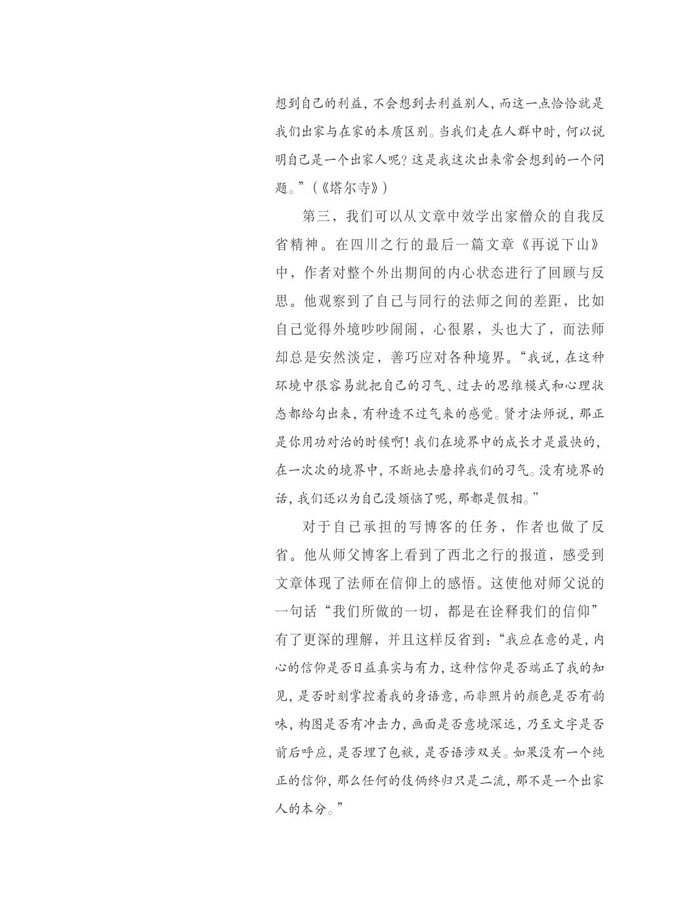 想到自己的利益，不会想到去利益别人，而这一点恰恰就是
我们出家与在家的本质区别。当我们走在人群中时，何以说
明自己是一个出家人呢？这是我这次出来常会想到的一个问
题。”（《塔尔寺》）
第三，我们可以从文章中效学出家僧众的自我反
省精神。在四川之行的最后一篇文章《再说下山》
中，作者对整个外出期间的内心状态进行了回顾与反
思。他观察到了自己与同行的法师之间的差距，比如
自己觉得外境吵吵闹闹，心很累，头也大了，而法师
却总是安然淡定，善巧应对各种境界。“我说，在这种
环境中很容易就把自己的习气、过去的思维模式和心理状
态都给勾出来，有种透不过气来的感觉。贤才法师说，那正
是你用功对治的时候啊！我们在境界中的成长才是最快的，
在一次次的境界中，不断地去磨掉我们的习气。没有境界的
话，我们还以为自己没烦恼了呢，那都是假相。”
对于自己承担的写博客的任务，作者也做了反
省。他从师父博客上看到了西北之行的报道，感受到
文章体现了法师在信仰上的感悟。这使他对师父说的
一句话“我们所做的一切，都是在诠释我们的信仰”
有了更深的理解，并且这样反省到：“我应在意的是，内
心的信仰是否日益真实与有力，这种信仰是否端正了我的知
见，是否时刻掌控着我的身语意，而非照片的颜色是否有韵
味，构图是否有冲击力，画面是否意境深远，乃至文字是否
前后呼应，是否埋了包袱，是否语涉双关。如果没有一个纯
正的信仰，那么任何的伎俩终归只是二流，那不是一个出家
人的本分。”